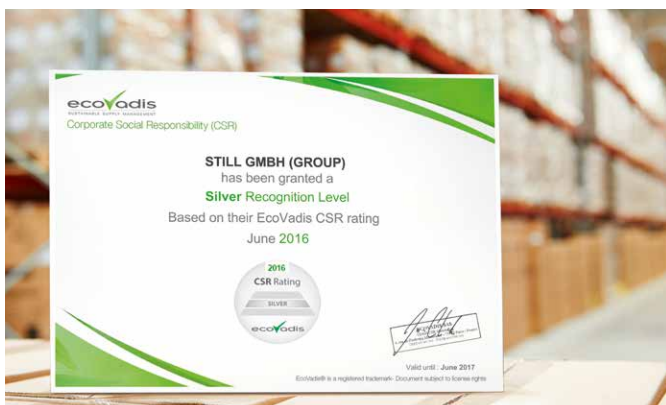 ecovadis
SUSTAINABLE SUPPLY MANAGEMENT
Corporate Social Responsibility (CSR)
STILL GMBH (GROUP)
has been granted a
Silver Recognition Level
Based on their EcoVadis CSR rating
June 2016
2016
CSR Rating
SILVER
ecovadis
Valid until : June 2017
EcoVadis® is a registered trademark- Document subject to license rights